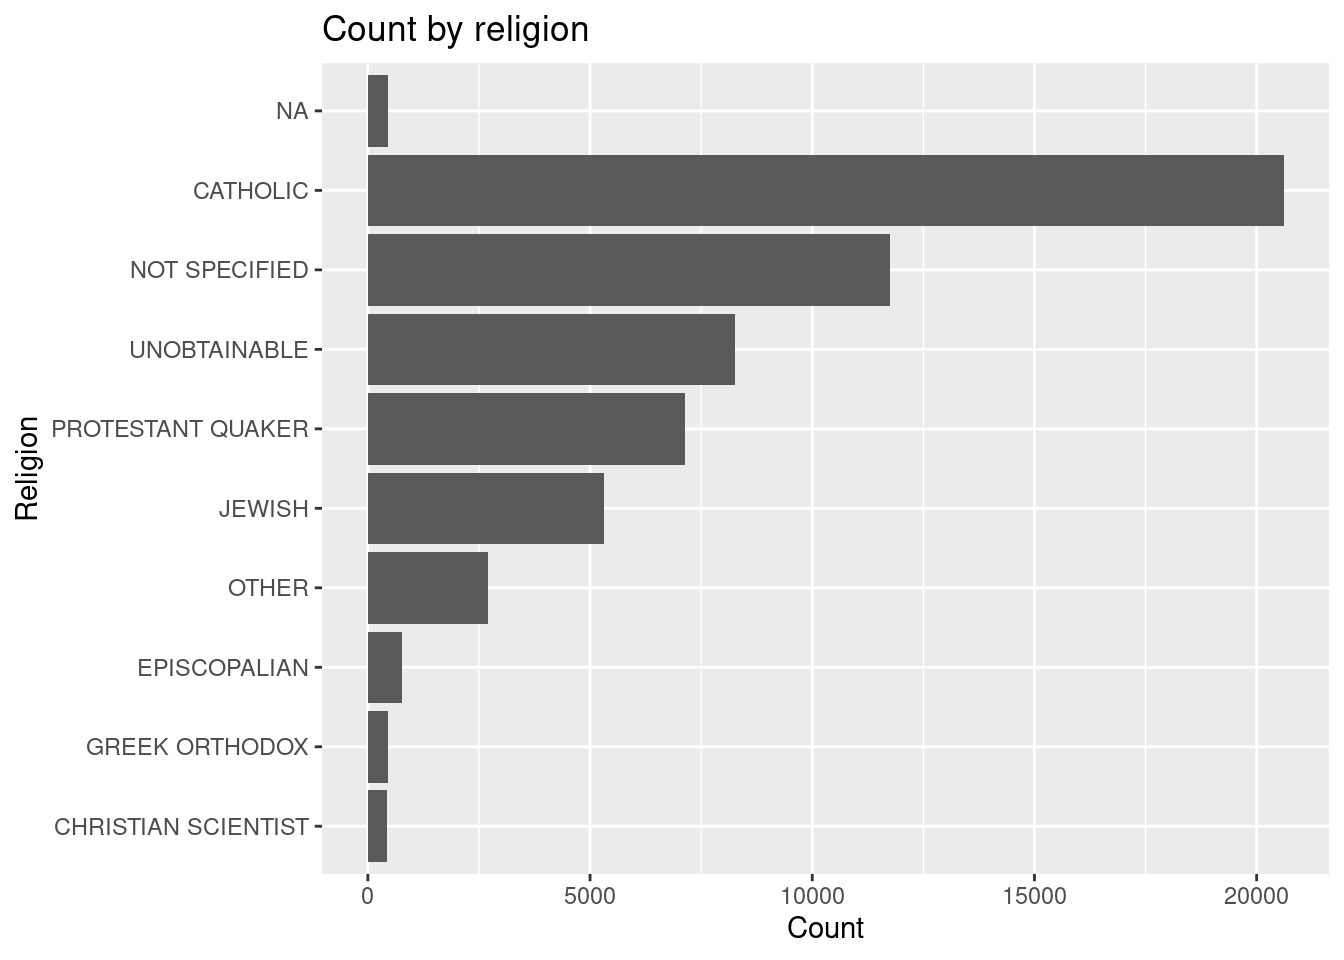 Count by religion
NA
CATHOLIC
NOT SPECIFIED
UNOBTAINABLE
PROTESTANT QUAKER
JEWISH
OTHER
EPISCOPALIAN
GREEK ORTHODOX
CHRISTIAN SCIENTIST
Religion
0 5000 10000 15000 20000
Count